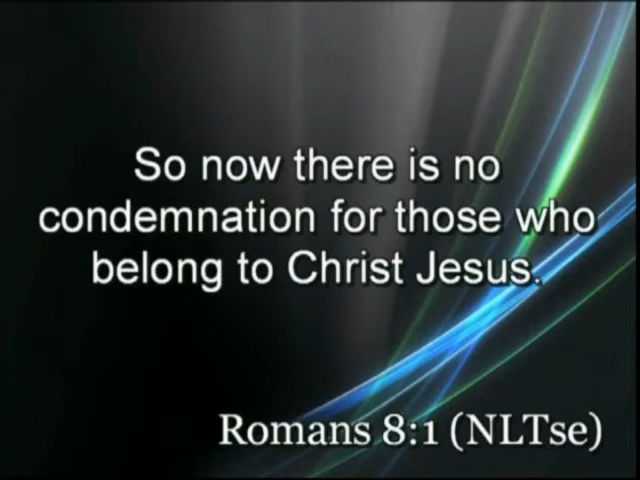 So now there is no
condemnation for those who
belong to Christ Jesus.
Romans 8:1 (NLTse)